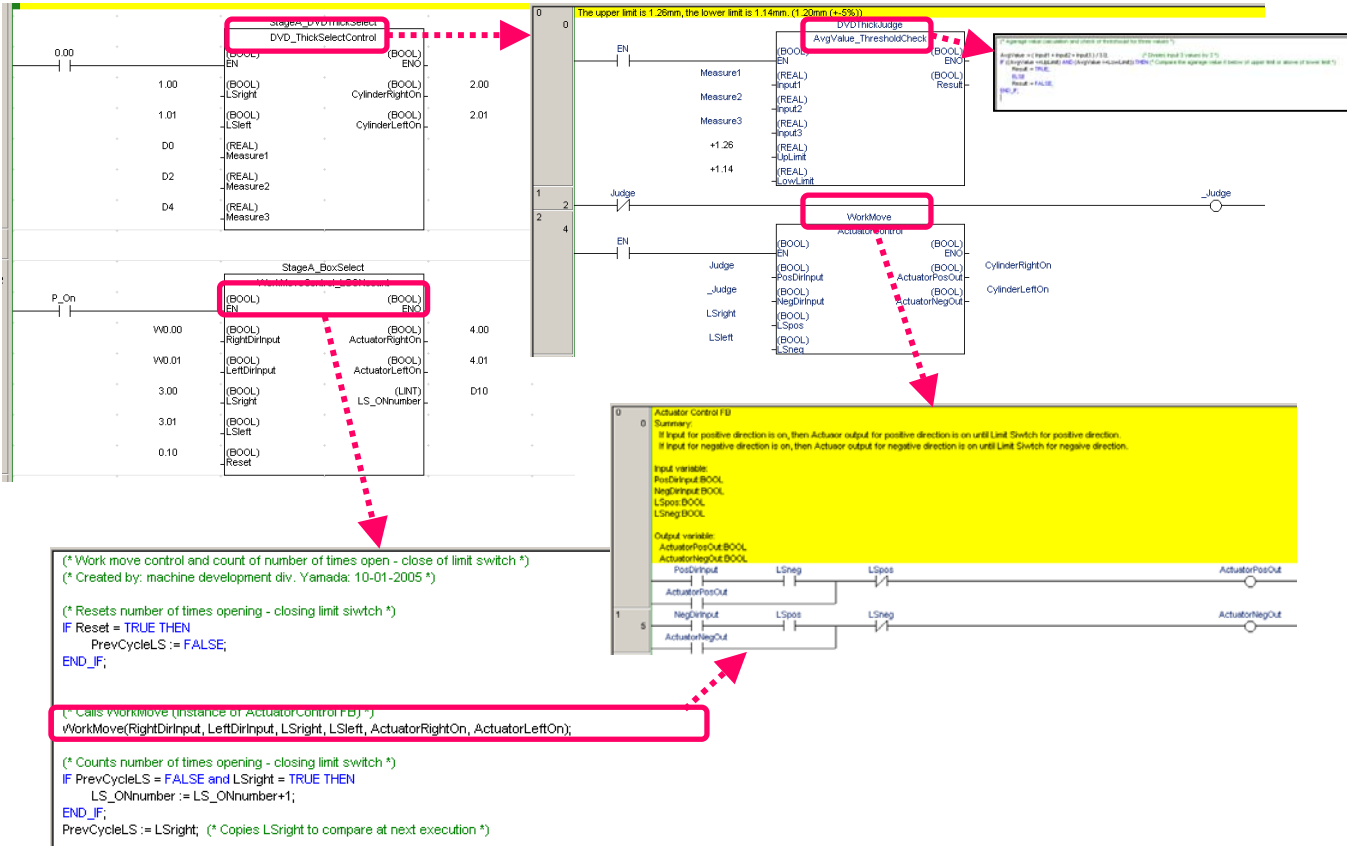 StageA_DVDThickSelect
DVD_ThickSelectControl
0.00
(BOOL) (BOOL)
EN ENO
1.00 (BOOL) (BOOL) 2.00
LSright CylinderRightOn
1.01 (BOOL) (BOOL) 2.01
LSleft CylinderLeftOn
D0 (REAL)
Measure1
D2 (REAL)
Measure2
D4 (REAL)
Measure3
StageA_BoxSelect
P_On
(BOOL) (BOOL)
EN ENO
W0.00 (BOOL) (BOOL) 4.00
RightDirInput ActuatorRightOn
W0.01 (BOOL) (BOOL) 4.01
LeftDirInput ActuatorLeftOn
3.00 (BOOL) (LINT) D10
LSright LS_ONnumber
3.01 (BOOL)
LSleft
0.10 (BOOL)
Reset
0 The upper limit is 1.26mm, the lower limit is 1.14mm. (1.20mm (+-5%))
0 DVDThickJudge
AvgValue_ThresholdCheck
EN (BOOL) (BOOL)
EN ENO
Measure1 (REAL) (BOOL)
Input1 Result
Measure2 (REAL)
Input2
Measure3 (REAL)
Input3
+1.26 (REAL)
UpLimit
+1.14 (REAL)
LowLimit
1 Judge _Judge
2
2 WorkMove
4 ActuatorControl
EN (BOOL) (BOOL)
EN ENO
Judge (BOOL) (BOOL) CylinderRightOn
PosDirInput ActuatorPosOut
_Judge (BOOL) (BOOL) CylinderLeftOn
NegDirInput ActuatorNegOut
LSright (BOOL)
LSpos
LSleft (BOOL)
LSneg
Result = TRUE;
ELSE
Result = FALSE;
END_IF;
0 Actuator Control FB
0 Summary:
If Input for positive direction is on, then Actuaor output for positive direction is on until Limit Siwtch for positive direction.
If Input for negative direction is on, then Actuaor output for negative direction is on until Limit Siwtch for negaive direction.
Input variable:
PosDirInput:BOOL
NegDirInput:BOOL
LSpos:BOOL
LSneg:BOOL
Output variable:
ActuatorPosOut:BOOL
ActuatorNegOut:BOOL
PosDirInput LSneg LSpos ActuatorPosOut
ActuatorPosOut
1 NegDirInput LSpos LSneg ActuatorNegOut
5
ActuatorNegOut
(* Work move control and count of number of times open - close of limit switch *)
(* Created by: machine development div. Yamada: 10-01-2005 *)
(* Resets number of times opening - closing limit siwtch *)
IF Reset = TRUE THEN
PrevCycleLS := FALSE;
END_IF;
(* Calls WorkMove (Instance of ActuatorControl FB) *)
WorkMove(RightDirInput, LeftDirInput, LSright, LSleft, ActuatorRightOn, ActuatorLeftOn);
(* Counts number of times opening - closing limit switch *)
IF PrevCycleLS = FALSE and LSright = TRUE THEN
LS_ONnumber := LS_ONnumber+1;
END_IF;
PrevCycleLS := LSright; (* Copies LSright to compare at next execution *)